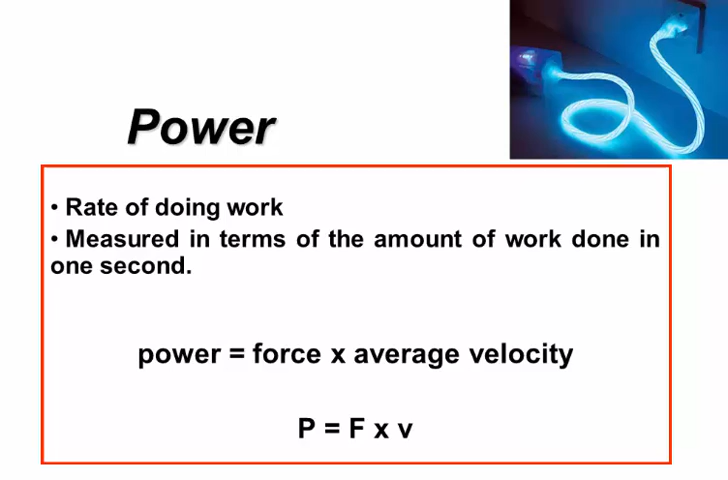 Power
• Rate of doing work
• Measured in terms of the amount of work done in
one second.
power = force x average velocity
P = F x v